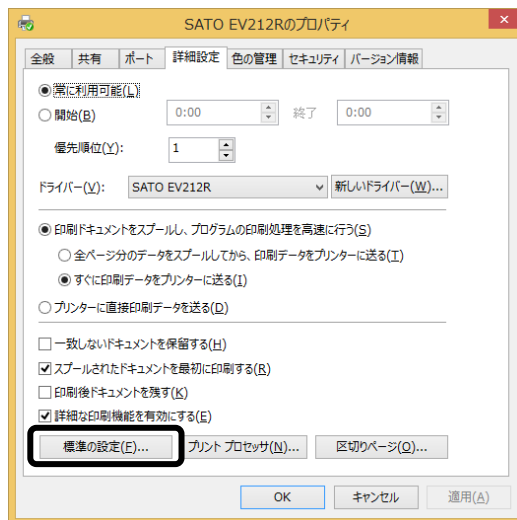 SATO EV212Rのプロパティ
全般 共有 ポート 詳細設定 色の管理 セキュリティ バージョン情報
常に利用可能(L)
開始(B) 0:00 終了 0:00
優先順位(Y): 1
ドライバー(V): SATO EV212R 新しいドライバー(W)...
印刷ドキュメントをスプールし、プログラムの印刷処理を高速に行う(S)
全ページ分のデータをスプールしてから、印刷データをプリンターに送る(T)
すぐに印刷データをプリンターに送る(I)
プリンターに直接印刷データを送る(D)
一致しないドキュメントを保留する(H)
スプールされたドキュメントを最初に印刷する(R)
印刷後ドキュメントを残す(K)
詳細な印刷機能を有効にする(E)
標準の設定(F)... プリント プロセッサ(N)... 区切りページ(O)...
OK キャンセル 適用(A)